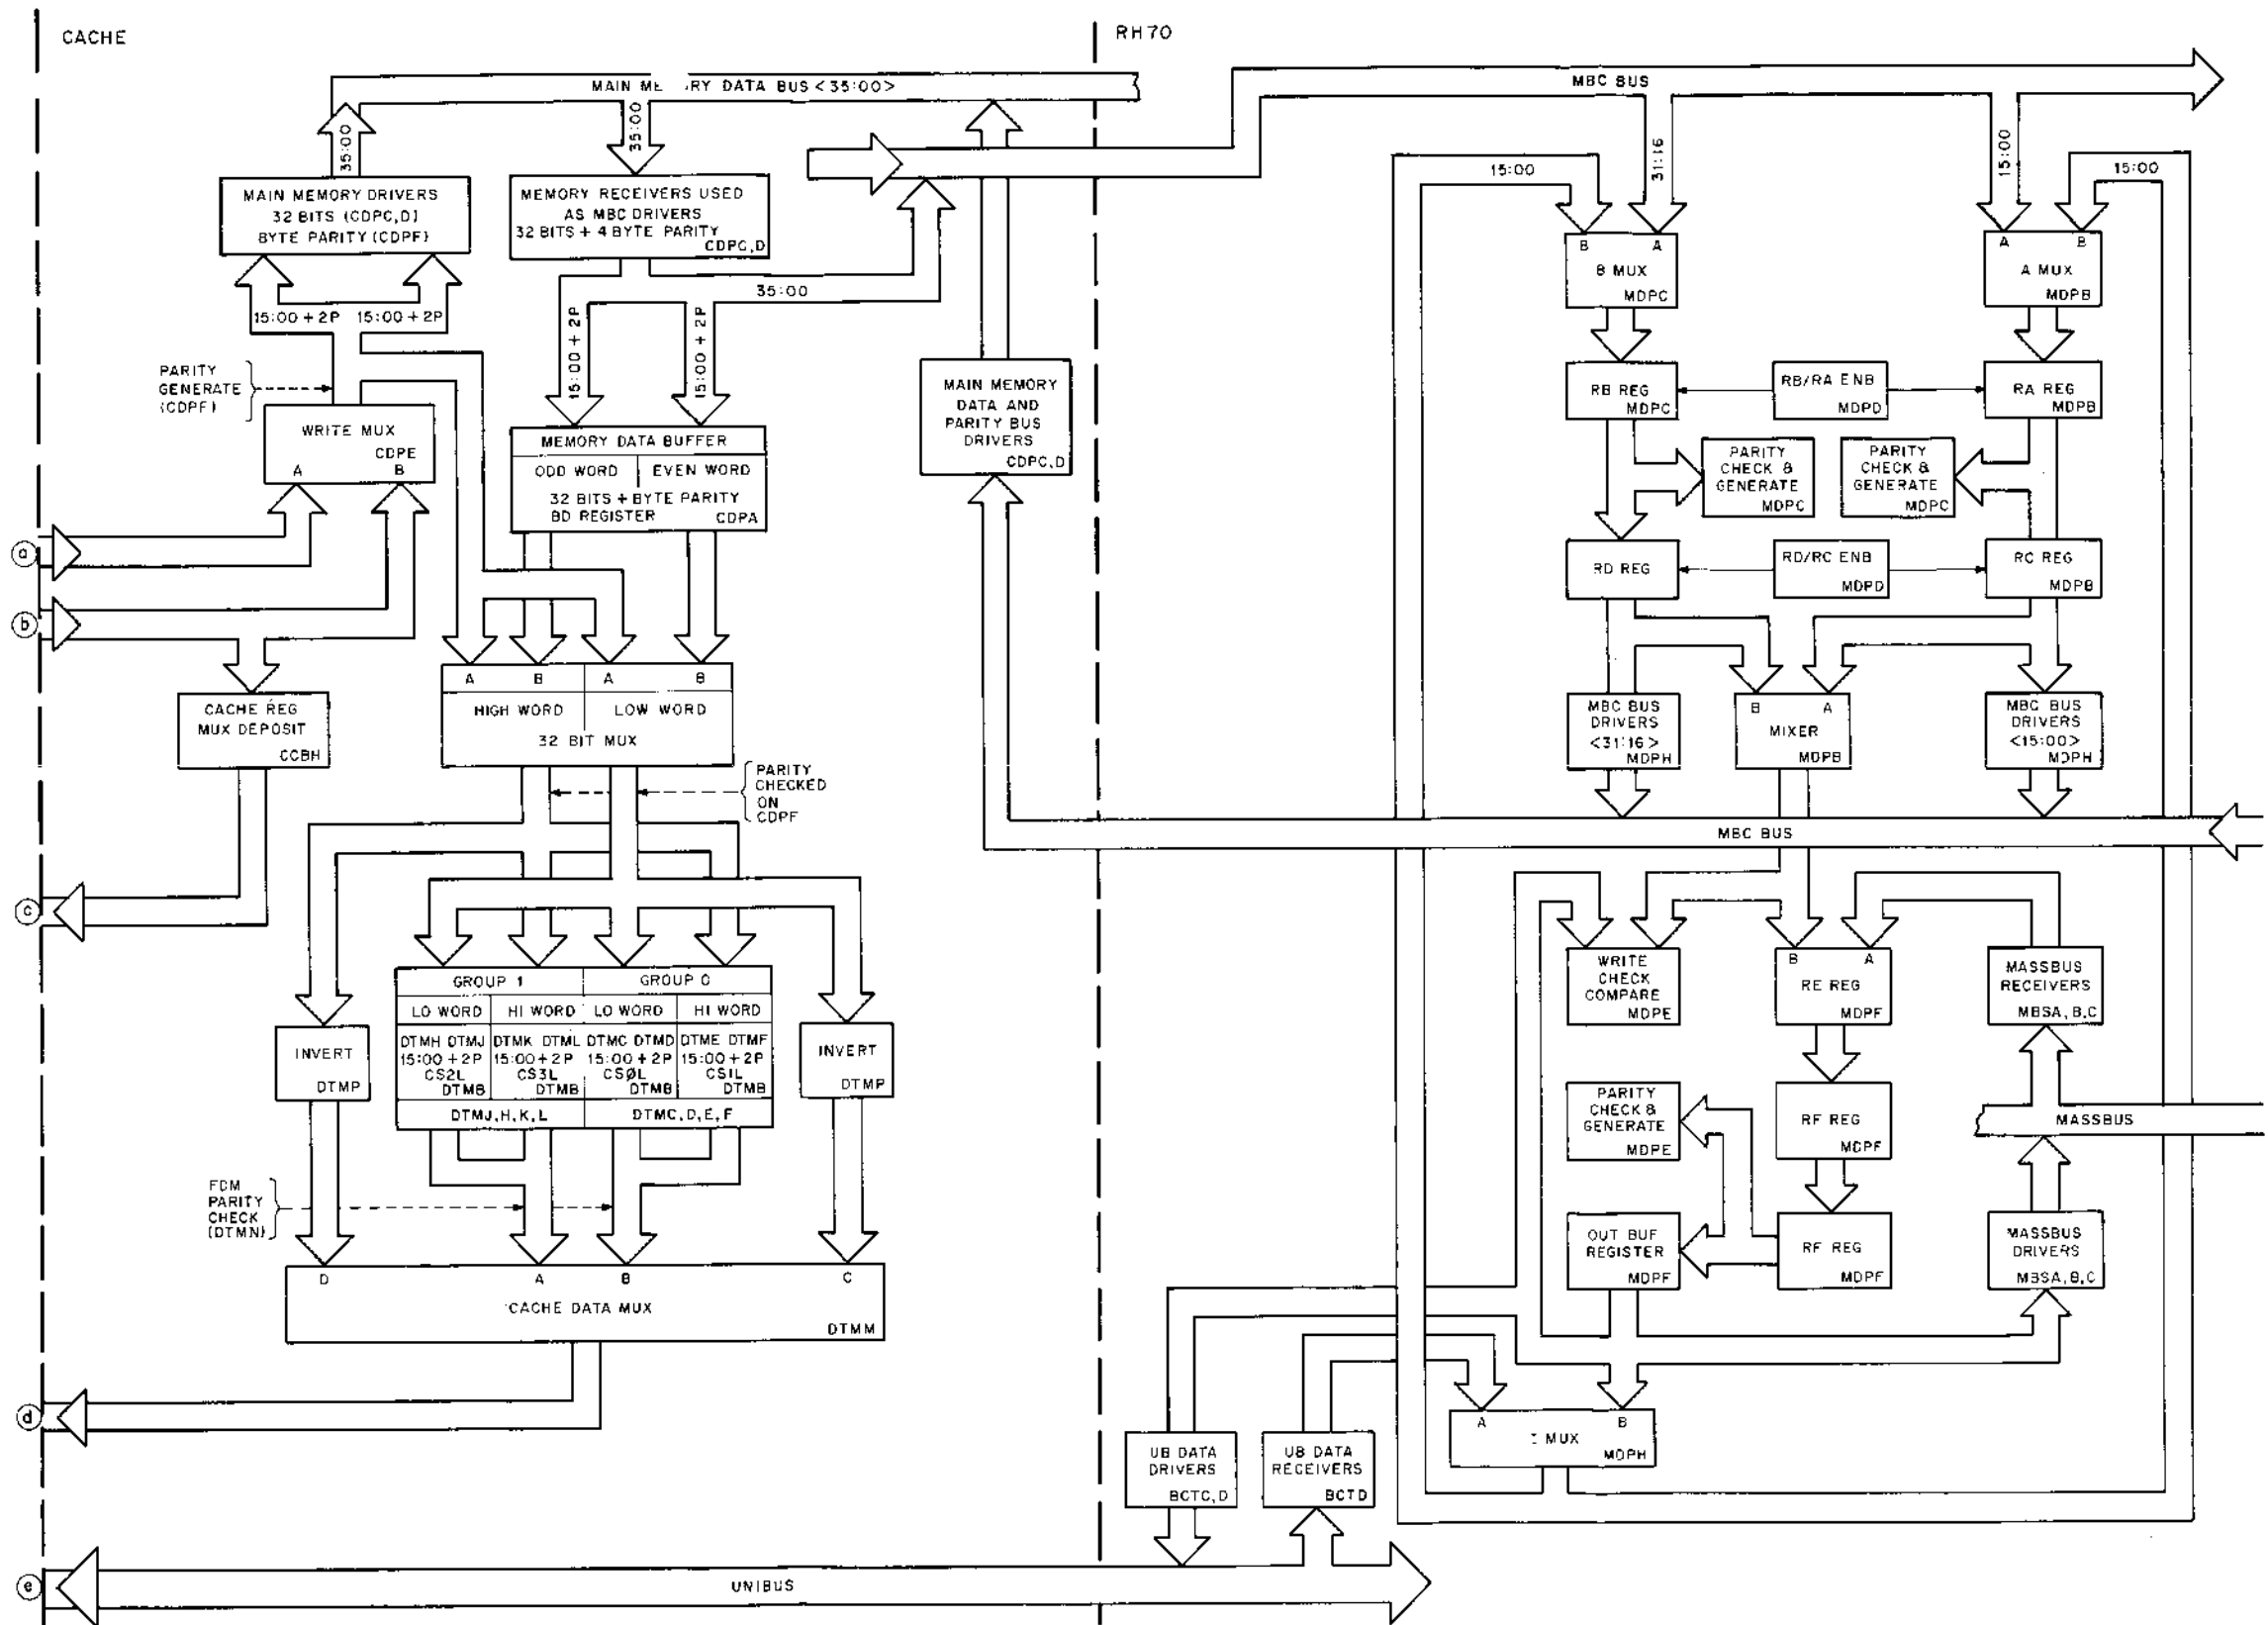 CACHE
RH70
MAIN ME RY DATA BUS <35:00>
MBC BUS
35:00
35:00
31:16
15:00
15:00
15:00
MAIN MEMORY DRIVERS
32 BITS (CDPC,D)
BYTE PARITY (CDPF)
MEMORY RECEIVERS USED
AS MBC DRIVERS
32 BITS + 4 BYTE PARITY
CDPC,D
B A
B MUX
MDPC
A B
A MUX
MDPB
15:00 + 2P 15:00 + 2P
35:00
15:00 + 2P
15:00 + 2P
PARITY
GENERATE
(CDPF)
WRITE MUX
CDPE
A B
MEMORY DATA BUFFER
ODD WORD EVEN WORD
32 BITS + BYTE PARITY
BD REGISTER CDPA
MAIN MEMORY
DATA AND
PARITY BUS
DRIVERS
CDPC,D
RB REG
MDPC
RB/RA ENB
MDPD
RA REG
MDPB
PARITY
CHECK &
GENERATE
MDPC
PARITY
CHECK &
GENERATE
MDPC
RD REG
RD/RC ENB
MDPD
RC REG
MDPB
a
b
CACHE REG
MUX DEPOSIT
CCBH
A B A B
HIGH WORD LOW WORD
32 BIT MUX
PARITY
CHECKED
ON
CDPF
MBC BUS
DRIVERS
<31:16>
MDPH
B A
MIXER
MDPB
MBC BUS
DRIVERS
<15:00>
MDPH
MBC BUS
c
GROUP 1 GROUP 0
LO WORD HI WORD LO WORD HI WORD
DTMH DTMJ DTMK DTML DTMC DTMD DTME DTMF
15:00 + 2P 15:00 + 2P 15:00 + 2P 15:00 + 2P
CS2L CS3L CSØL CS1L
DTMB DTMB DTMB DTMB
DTMJ,H,K,L DTMC,D,E,F
INVERT
DTMP
INVERT
DTMP
WRITE
CHECK
COMPARE
MDPE
B A
RE REG
MDPF
MASSBUS
RECEIVERS
MBSA,B,C
PARITY
CHECK &
GENERATE
MDPE
RF REG
MDPF
MASSBUS
FDM
PARITY
CHECK
(DTMN)
OUT BUF
REGISTER
MDPF
RF REG
MDPF
MASSBUS
DRIVERS
MBSA,B,C
D A B C
CACHE DATA MUX
DTMM
d
A B
MUX
MDPH
UB DATA
DRIVERS
BCTC,D
UB DATA
RECEIVERS
BCTD
e
UNIBUS